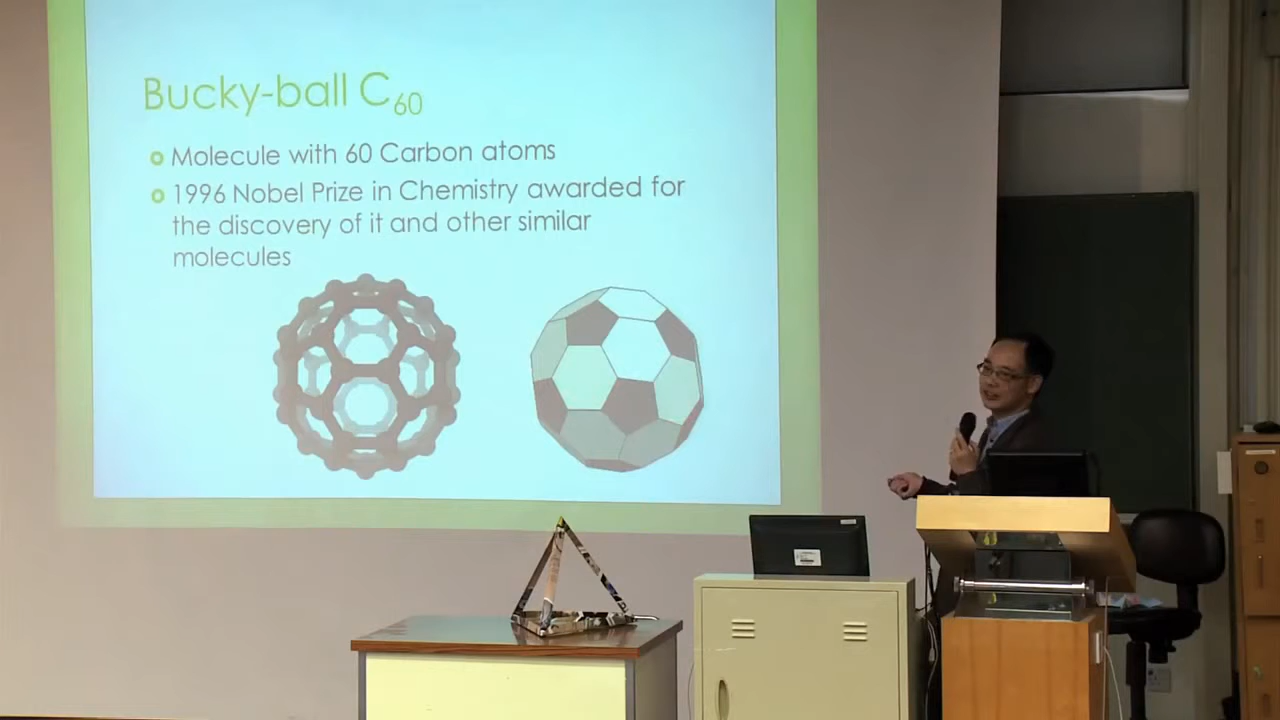 Bucky-ball C60
Molecule with 60 Carbon atoms
1996 Nobel Prize in Chemistry awarded for
the discovery of it and other similar
molecules